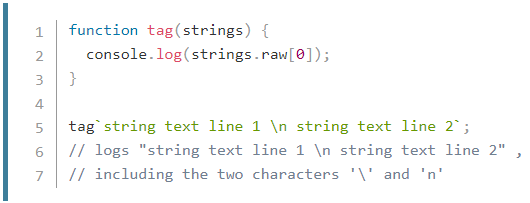 1 function tag(strings) {
2   console.log(strings.raw[0]);
3 }
4
5 tag`string text line 1 \n string text line 2`;
6 // logs "string text line 1 \n string text line 2" ,
7 // including the two characters '\' and 'n'